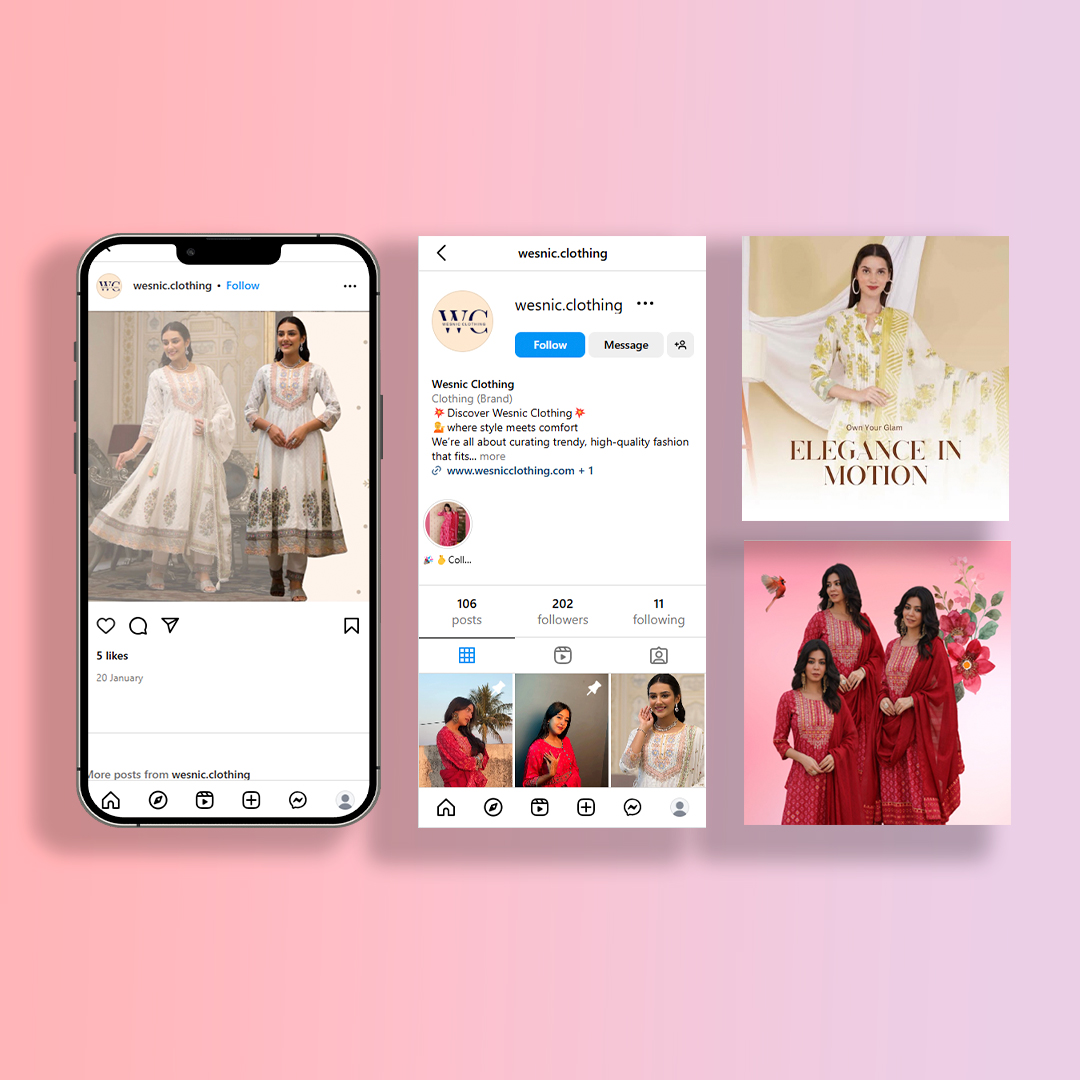 WC
wesnic.clothing • Follow
5 likes
20 January
More posts from wesnic.clothing
wesnic.clothing
WC
WESNIC CLOTHING
wesnic.clothing
Follow
Message
Wesnic Clothing
Clothing (Brand)
💥 Discover Wesnic Clothing 💥
💁 where style meets comfort
We're all about curating trendy, high-quality fashion
that fits... more
www.wesnicclothing.com + 1
🎉 🫰 Coll...
106 posts
202 followers
11 following
Own Your Glam
ELEGANCE IN
MOTION